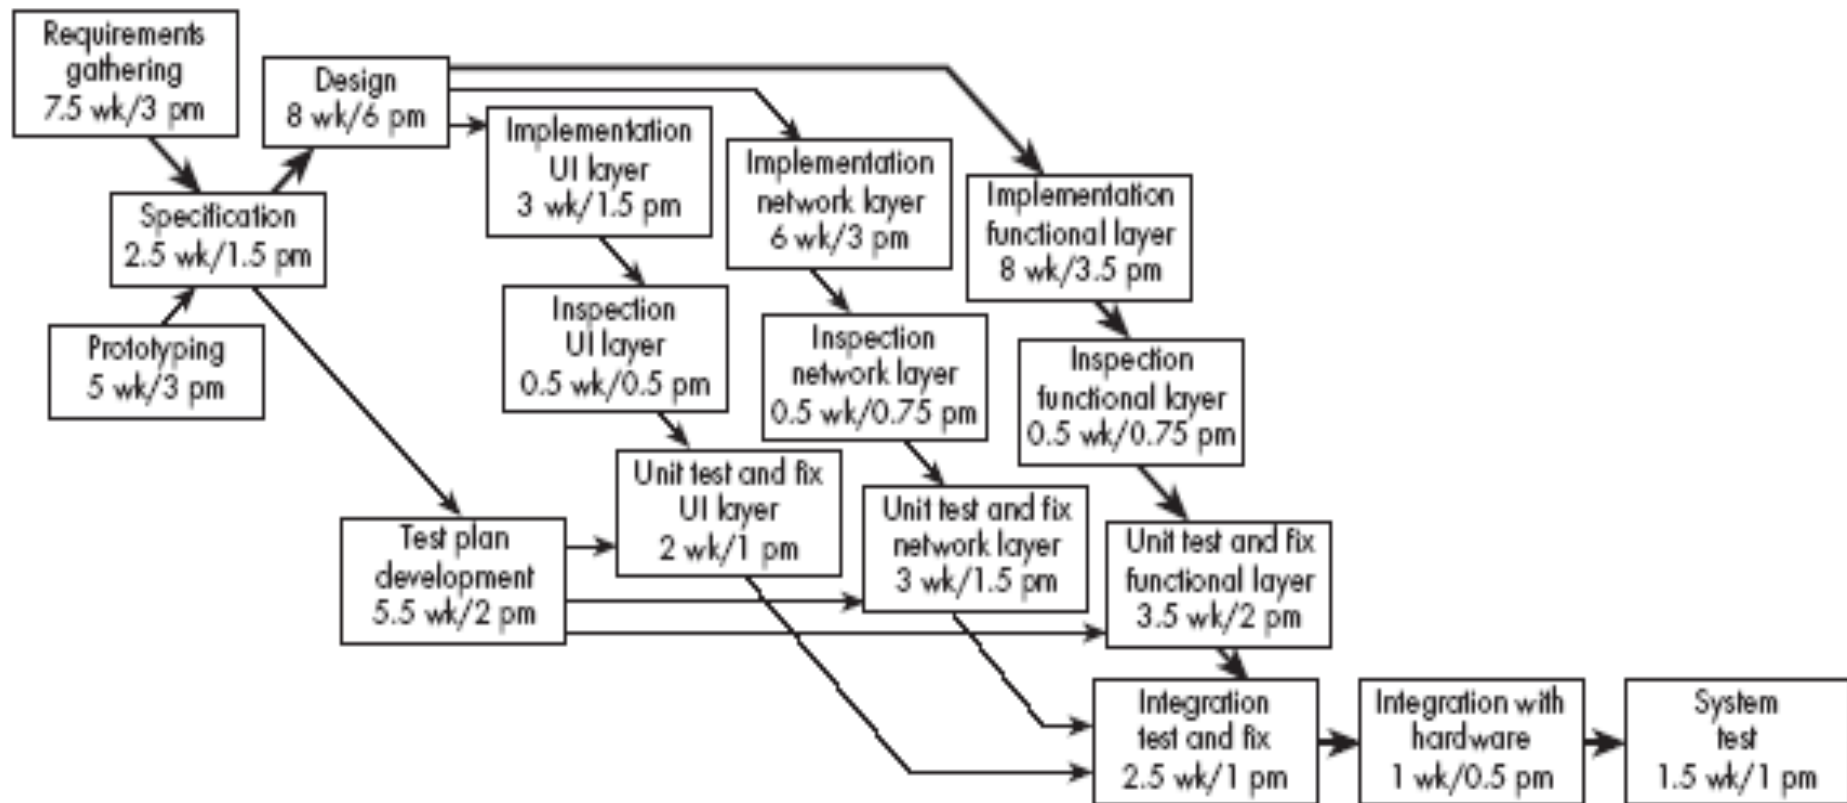 Requirements
gathering
7.5 wk/3 pm
Design
8 wk/6 pm
Specification
2.5 wk/1.5 pm
Prototyping
5 wk/3 pm
Implementation
UI layer
3 wk/1.5 pm
Implementation
network layer
6 wk/3 pm
Implementation
functional layer
8 wk/3.5 pm
Inspection
UI layer
0.5 wk/0.5 pm
Inspection
network layer
0.5 wk/0.75 pm
Inspection
functional layer
0.5 wk/0.75 pm
Test plan
development
5.5 wk/2 pm
Unit test and fix
UI layer
2 wk/1 pm
Unit test and fix
network layer
3 wk/1.5 pm
Unit test and fix
functional layer
3.5 wk/2 pm
Integration
test and fix
2.5 wk/1 pm
Integration with
hardware
1 wk/0.5 pm
System
test
1.5 wk/1 pm